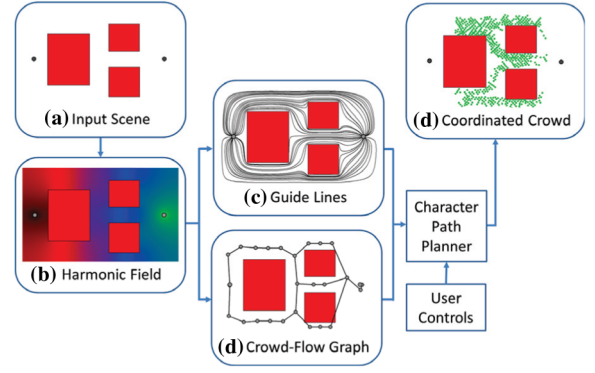 (a) Input Scene
(b) Harmonic Field
(c) Guide Lines
(d) Crowd-Flow Graph
Character
Path
Planner
User
Controls
(d) Coordinated Crowd